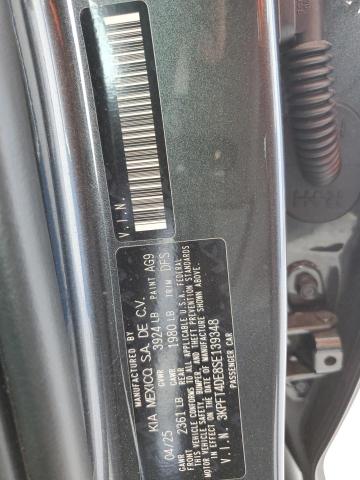 V.I.N.
MANUFACTURED BY
KIA MEXICO, S.A. DE C.V.
04/25 GVWR 3924 LB PAINT AG9
GAWR FRONT 2361 LB GAWR REAR 1980 LB TRIM DFS
THIS VEHICLE CONFORMS TO ALL APPLICABLE U.S.A. FEDERAL
MOTOR VEHICLE SAFETY, BUMPER, AND THEFT PREVENTION STANDARDS
IN EFFECT ON THE DATE OF MANUFACTURE SHOWN ABOVE.
V.I.N. 3KPFT4DE8SE139348
PASSENGER CAR